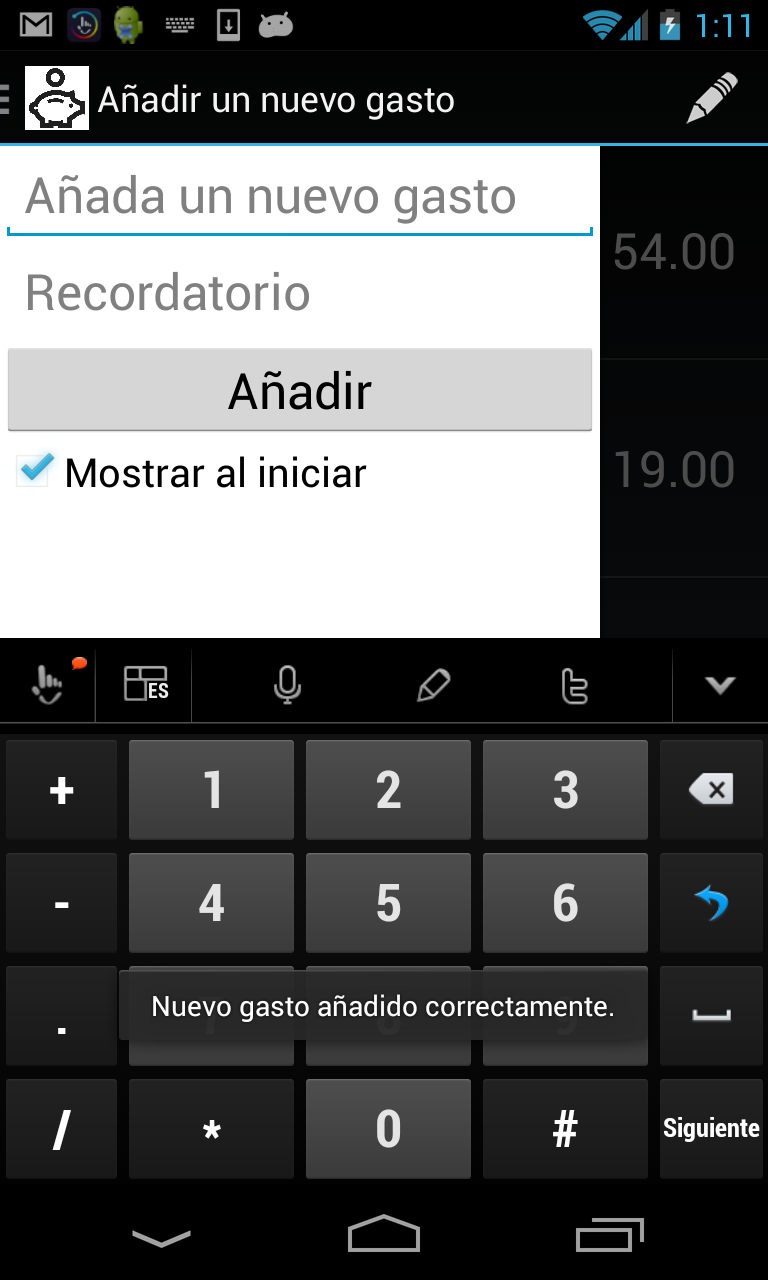 1:11
Añadir un nuevo gasto
Añada un nuevo gasto
54.00
Recordatorio
Añadir
19.00
Mostrar al iniciar
ES
+ 1 2 3
- 4 5 6
.
Nuevo gasto añadido correctamente.
/ * 0 # Siguiente